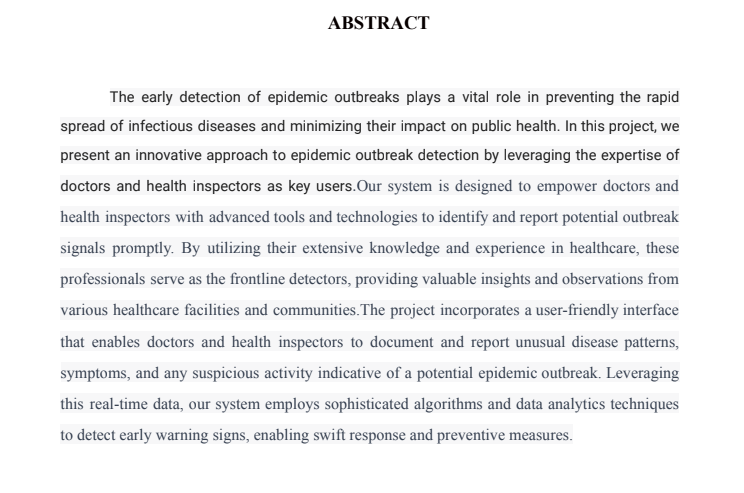 ABSTRACT
The early detection of epidemic outbreaks plays a vital role in preventing the rapid
spread of infectious diseases and minimizing their impact on public health. In this project, we
present an innovative approach to epidemic outbreak detection by leveraging the expertise of
doctors and health inspectors as key users.Our system is designed to empower doctors and
health inspectors with advanced tools and technologies to identify and report potential outbreak
signals promptly. By utilizing their extensive knowledge and experience in healthcare, these
professionals serve as the frontline detectors, providing valuable insights and observations from
various healthcare facilities and communities.The project incorporates a user-friendly interface
that enables doctors and health inspectors to document and report unusual disease patterns,
symptoms, and any suspicious activity indicative of a potential epidemic outbreak. Leveraging
this real-time data, our system employs sophisticated algorithms and data analytics techniques
to detect early warning signs, enabling swift response and preventive measures.